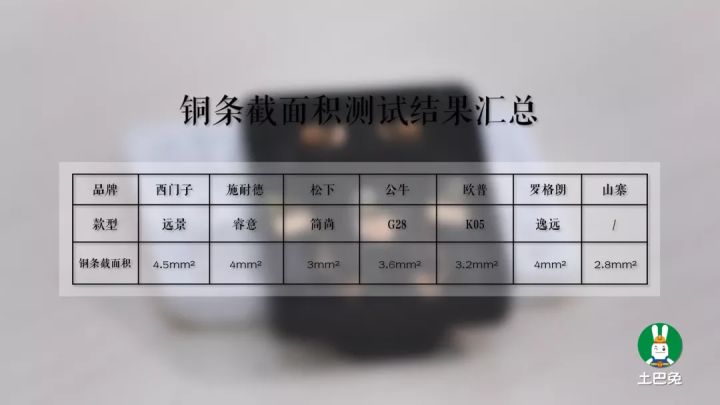 铜条截面积测试结果汇总
品牌 西门子 施耐德 松下 公牛 欧普 罗格朗 山寨
款型 远景 睿意 简尚 G28 K05 逸远 /
铜条截面积 4.5mm² 4mm² 3mm² 3.6mm² 3.2mm² 4mm² 2.8mm²
土巴兔